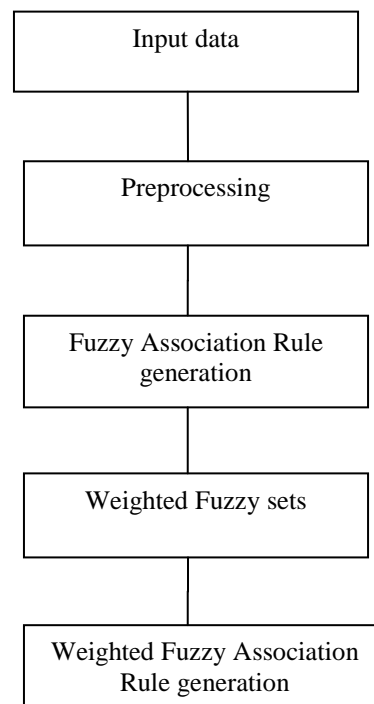 Input data
Preprocessing
Fuzzy Association Rule
generation
Weighted Fuzzy sets
Weighted Fuzzy Association
Rule generation